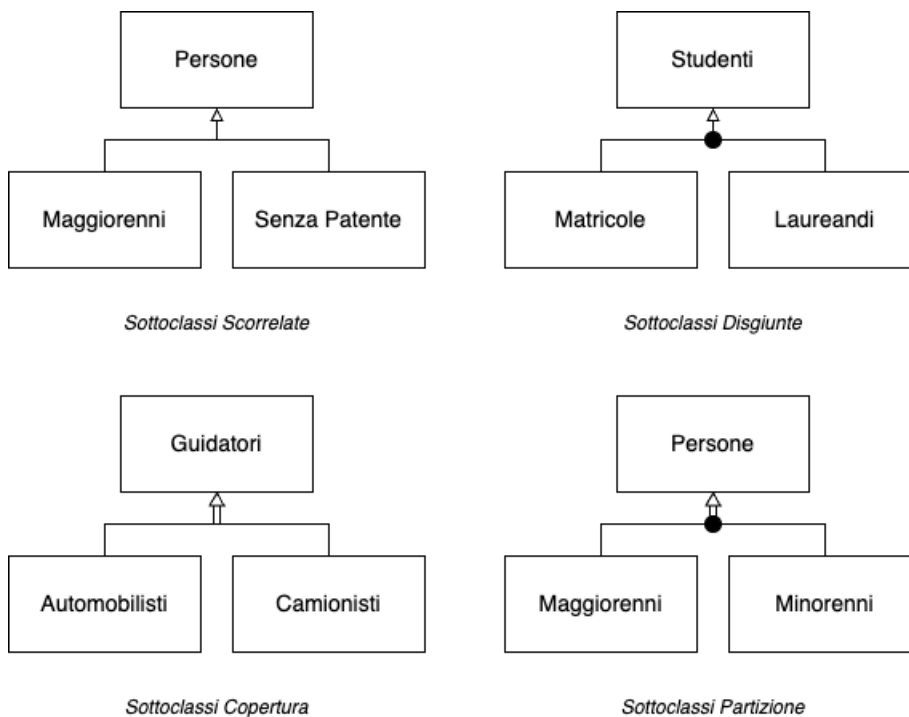 Persone
Studenti
Maggiorenni
Senza Patente
Matricole
Laureandi
Sottoclassi Scorrelate
Sottoclassi Disgiunte
Guidatori
Persone
Automobilisti
Camionisti
Maggiorenni
Minorenni
Sottoclassi Copertura
Sottoclassi Partizione